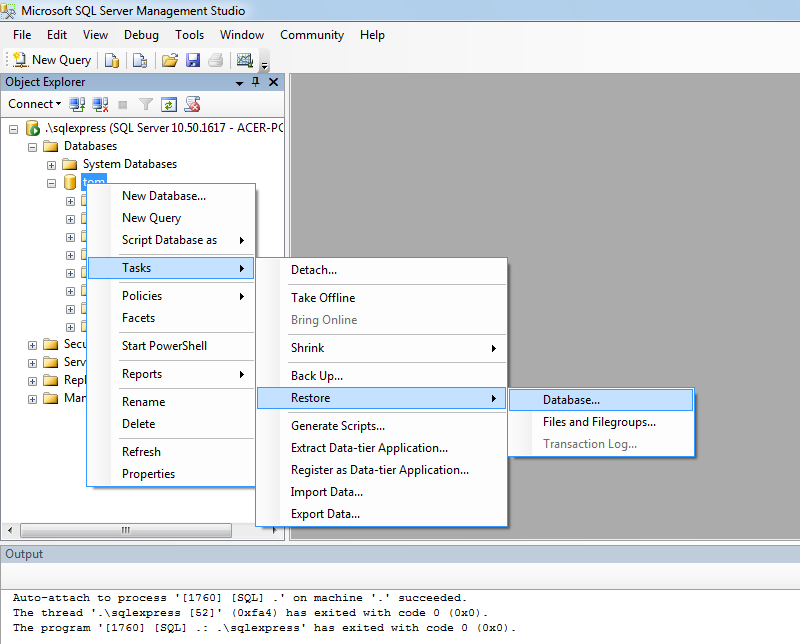 Microsoft SQL Server Management Studio
File Edit View Debug Tools Window Community Help
New Query
Object Explorer
Connect
.\sqlexpress (SQL Server 10.50.1617 - ACER-PC
Databases
System Databases
tom
New Database...
New Query
Script Database as
Tasks
Policies
Facets
Start PowerShell
Reports
Rename
Delete
Refresh
Properties
Detach...
Take Offline
Bring Online
Shrink
Back Up...
Restore
Generate Scripts...
Extract Data-tier Application...
Register as Data-tier Application...
Import Data...
Export Data...
Database...
Files and Filegroups...
Transaction Log...
Secu
Serv
Repl
Man
Output
Auto-attach to process '[1760] [SQL] .' on machine '.' succeeded.
The thread '.\sqlexpress [52]' (0xfa4) has exited with code 0 (0x0).
The program '[1760] [SQL] .: .\sqlexpress' has exited with code 0 (0x0).